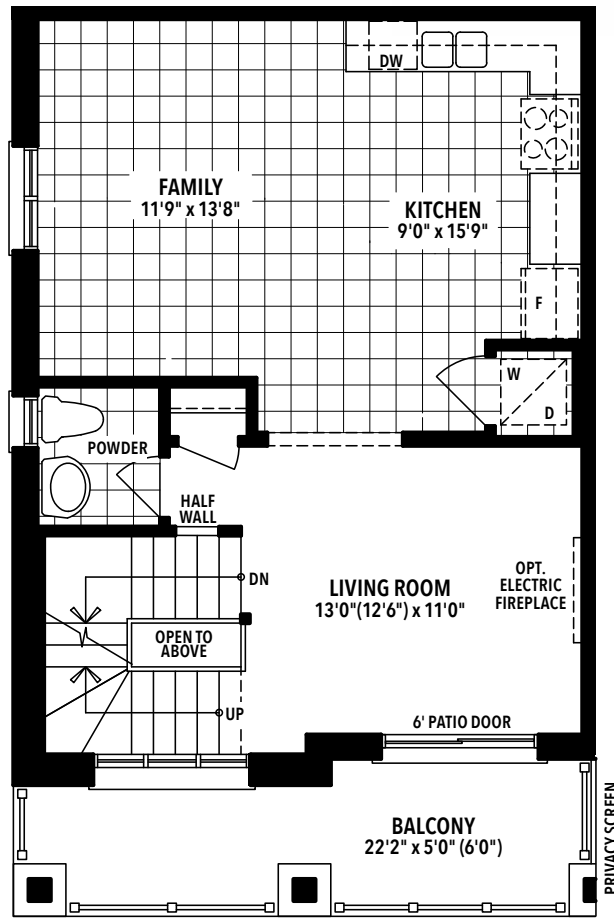 DW
FAMILY
11'9" x 13'8"
KITCHEN
9'0" x 15'9"
F
W
D
POWDER
HALF
WALL
DN
LIVING ROOM
13'0"(12'6") x 11'0"
OPT.
ELECTRIC
FIREPLACE
OPEN TO
ABOVE
UP
6' PATIO DOOR
BALCONY
22'2" x 5'0" (6'0")
PRIVACY SCREEN